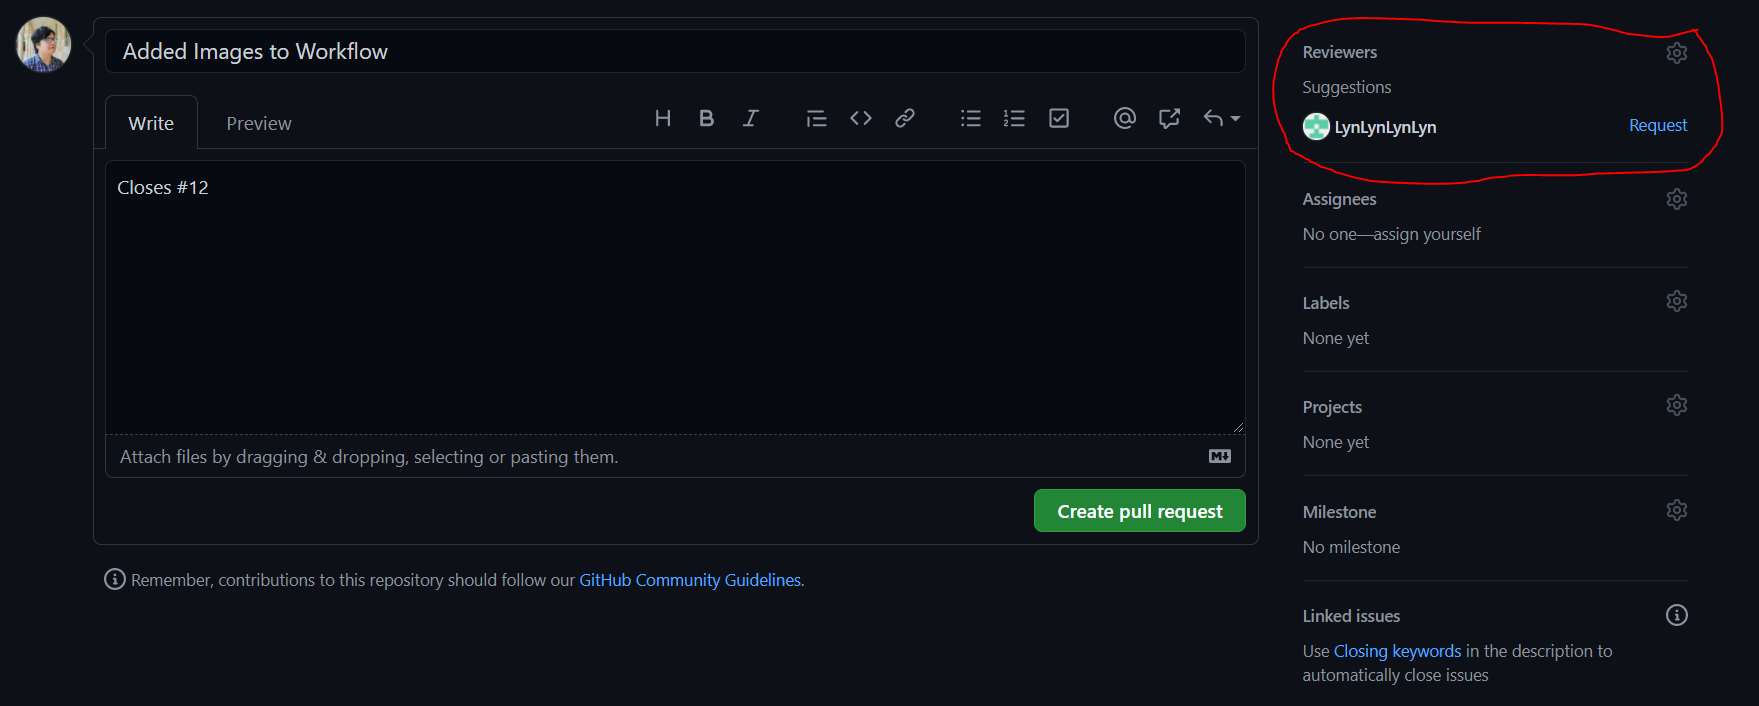 Added Images to Workflow
Write
Preview
Closes #12
Attach files by dragging & dropping, selecting or pasting them.
Create pull request
Remember, contributions to this repository should follow our GitHub Community Guidelines.
Reviewers
Suggestions
LynLynLynLyn
Request
Assignees
No one—assign yourself
Labels
None yet
Projects
None yet
Milestone
No milestone
Linked issues
Use Closing keywords in the description to
automatically close issues